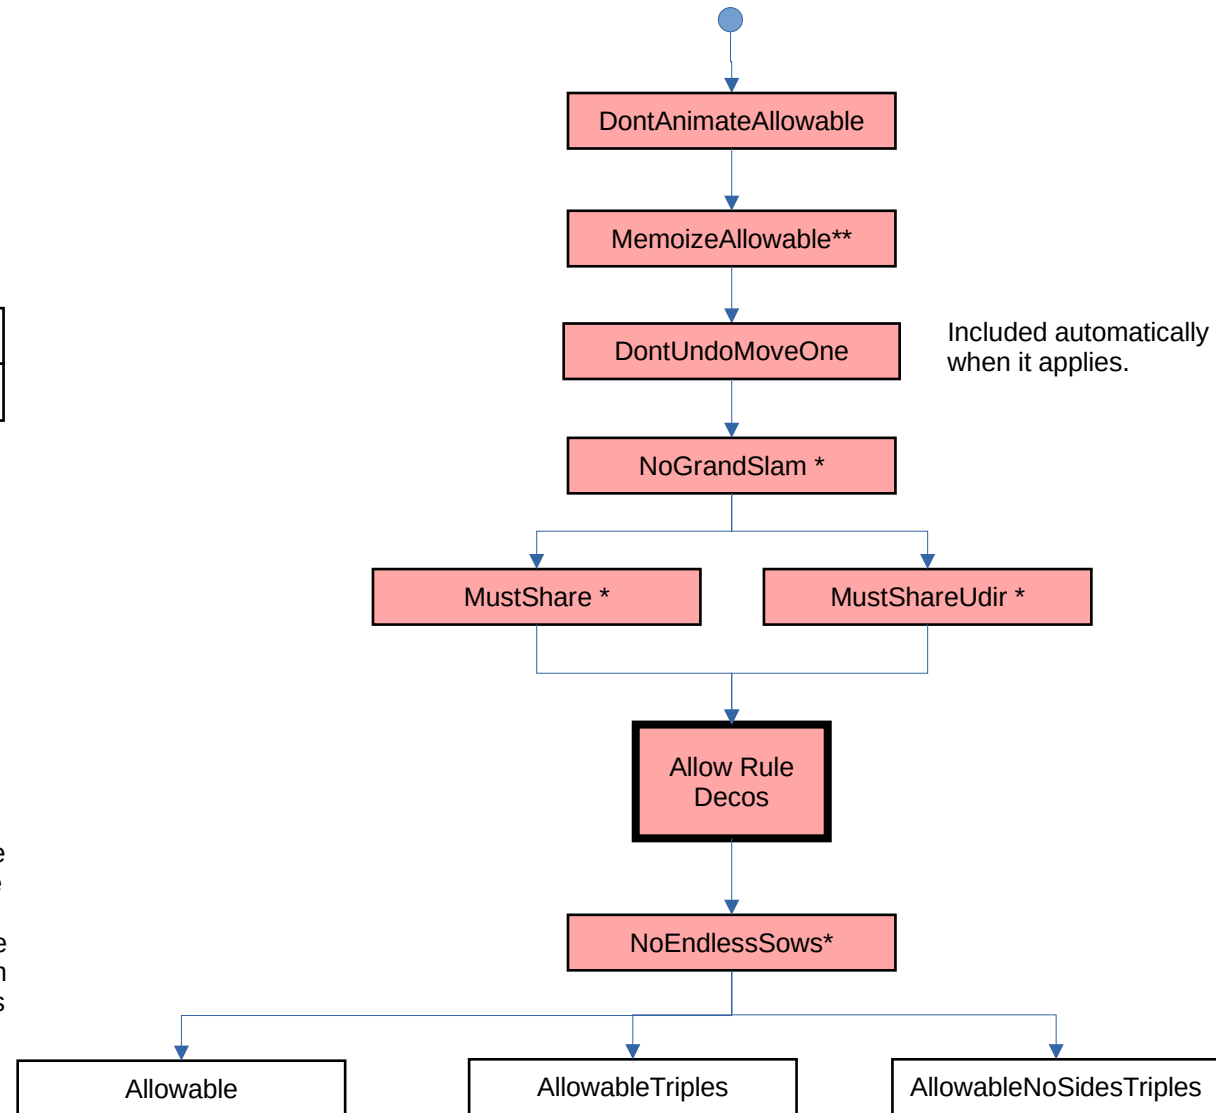 DontAnimateAllowable
MemoizeAllowable**
DontUndoMoveOne
Included automatically
when it applies.
NoGrandSlam *
MustShare *
MustShareUdir *
Allow Rule
Decos
NoEndlessSows*
Allowable
AllowableTriples
AllowableNoSidesTriples